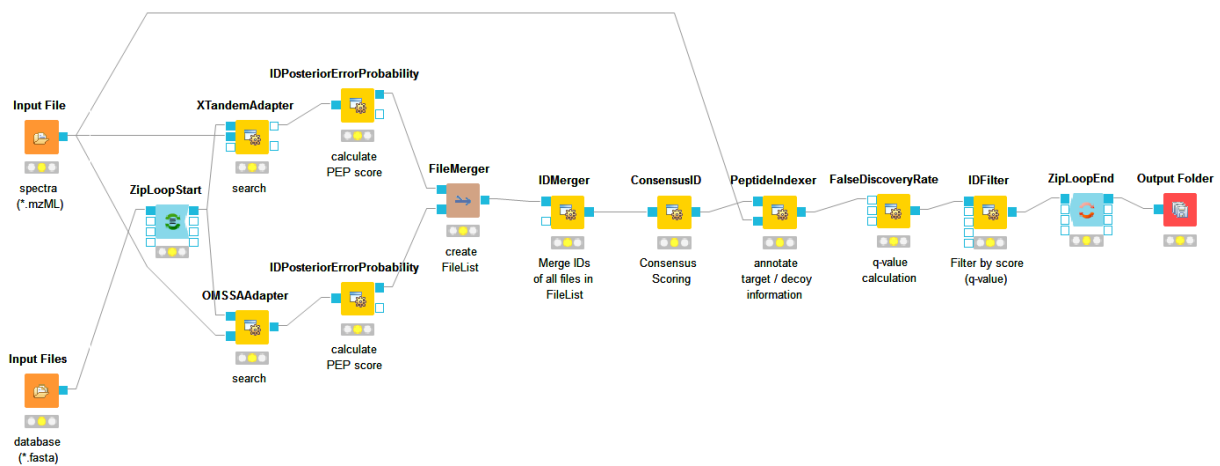 Input File
spectra
(*.mzML)
Input Files
database
(*.fasta)
ZipLoopStart
XTandemAdapter
search
OMSSAAdapter
search
IDPosteriorErrorProbability
calculate
PEP score
IDPosteriorErrorProbability
calculate
PEP score
FileMerger
create
FileList
IDMerger
Merge IDs
of all files in
FileList
ConsensusID
Consensus
Scoring
PeptideIndexer
annotate
target / decoy
information
FalseDiscoveryRate
q-value
calculation
IDFilter
Filter by score
(q-value)
ZipLoopEnd
Output Folder